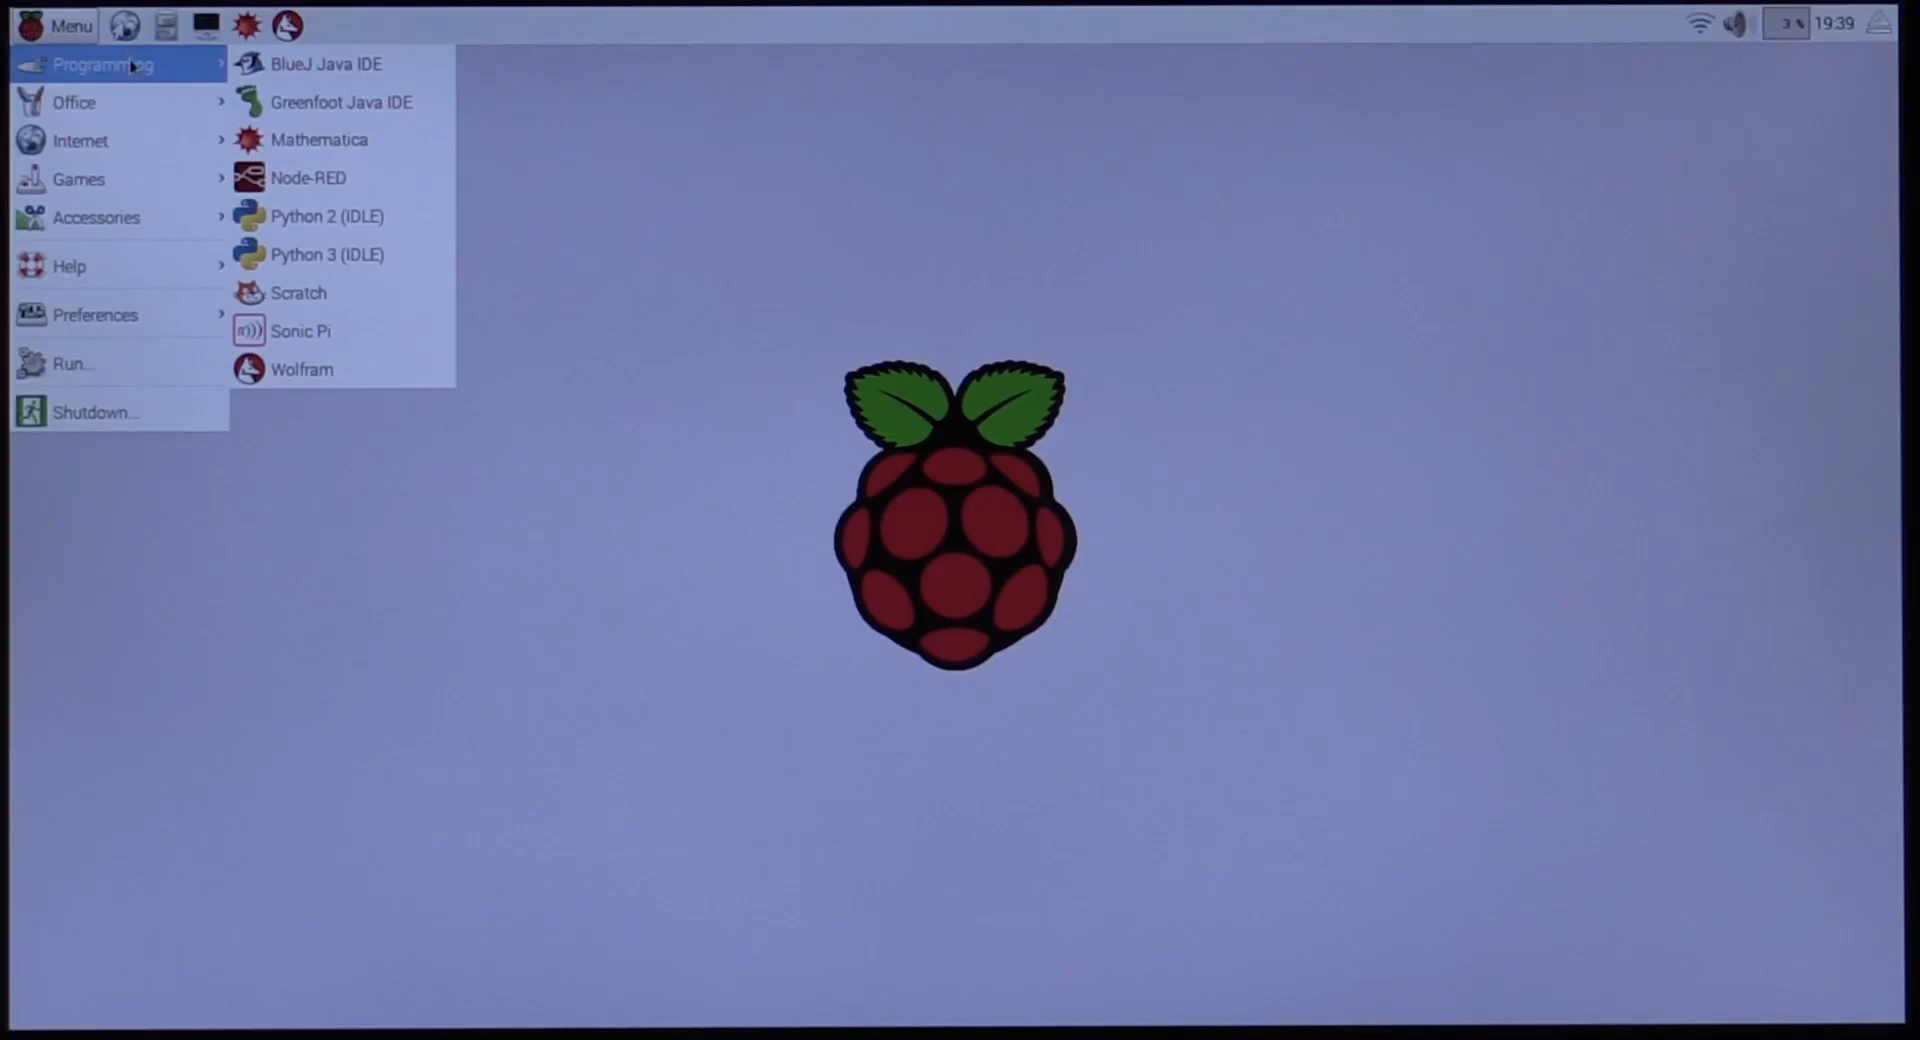 Menu
3 %
19:39
Programming
Office
Internet
Games
Accessories
Help
Preferences
Run...
Shutdown...
BlueJ Java IDE
Greenfoot Java IDE
Mathematica
Node-RED
Python 2 (IDLE)
Python 3 (IDLE)
Scratch
Sonic Pi
Wolfram